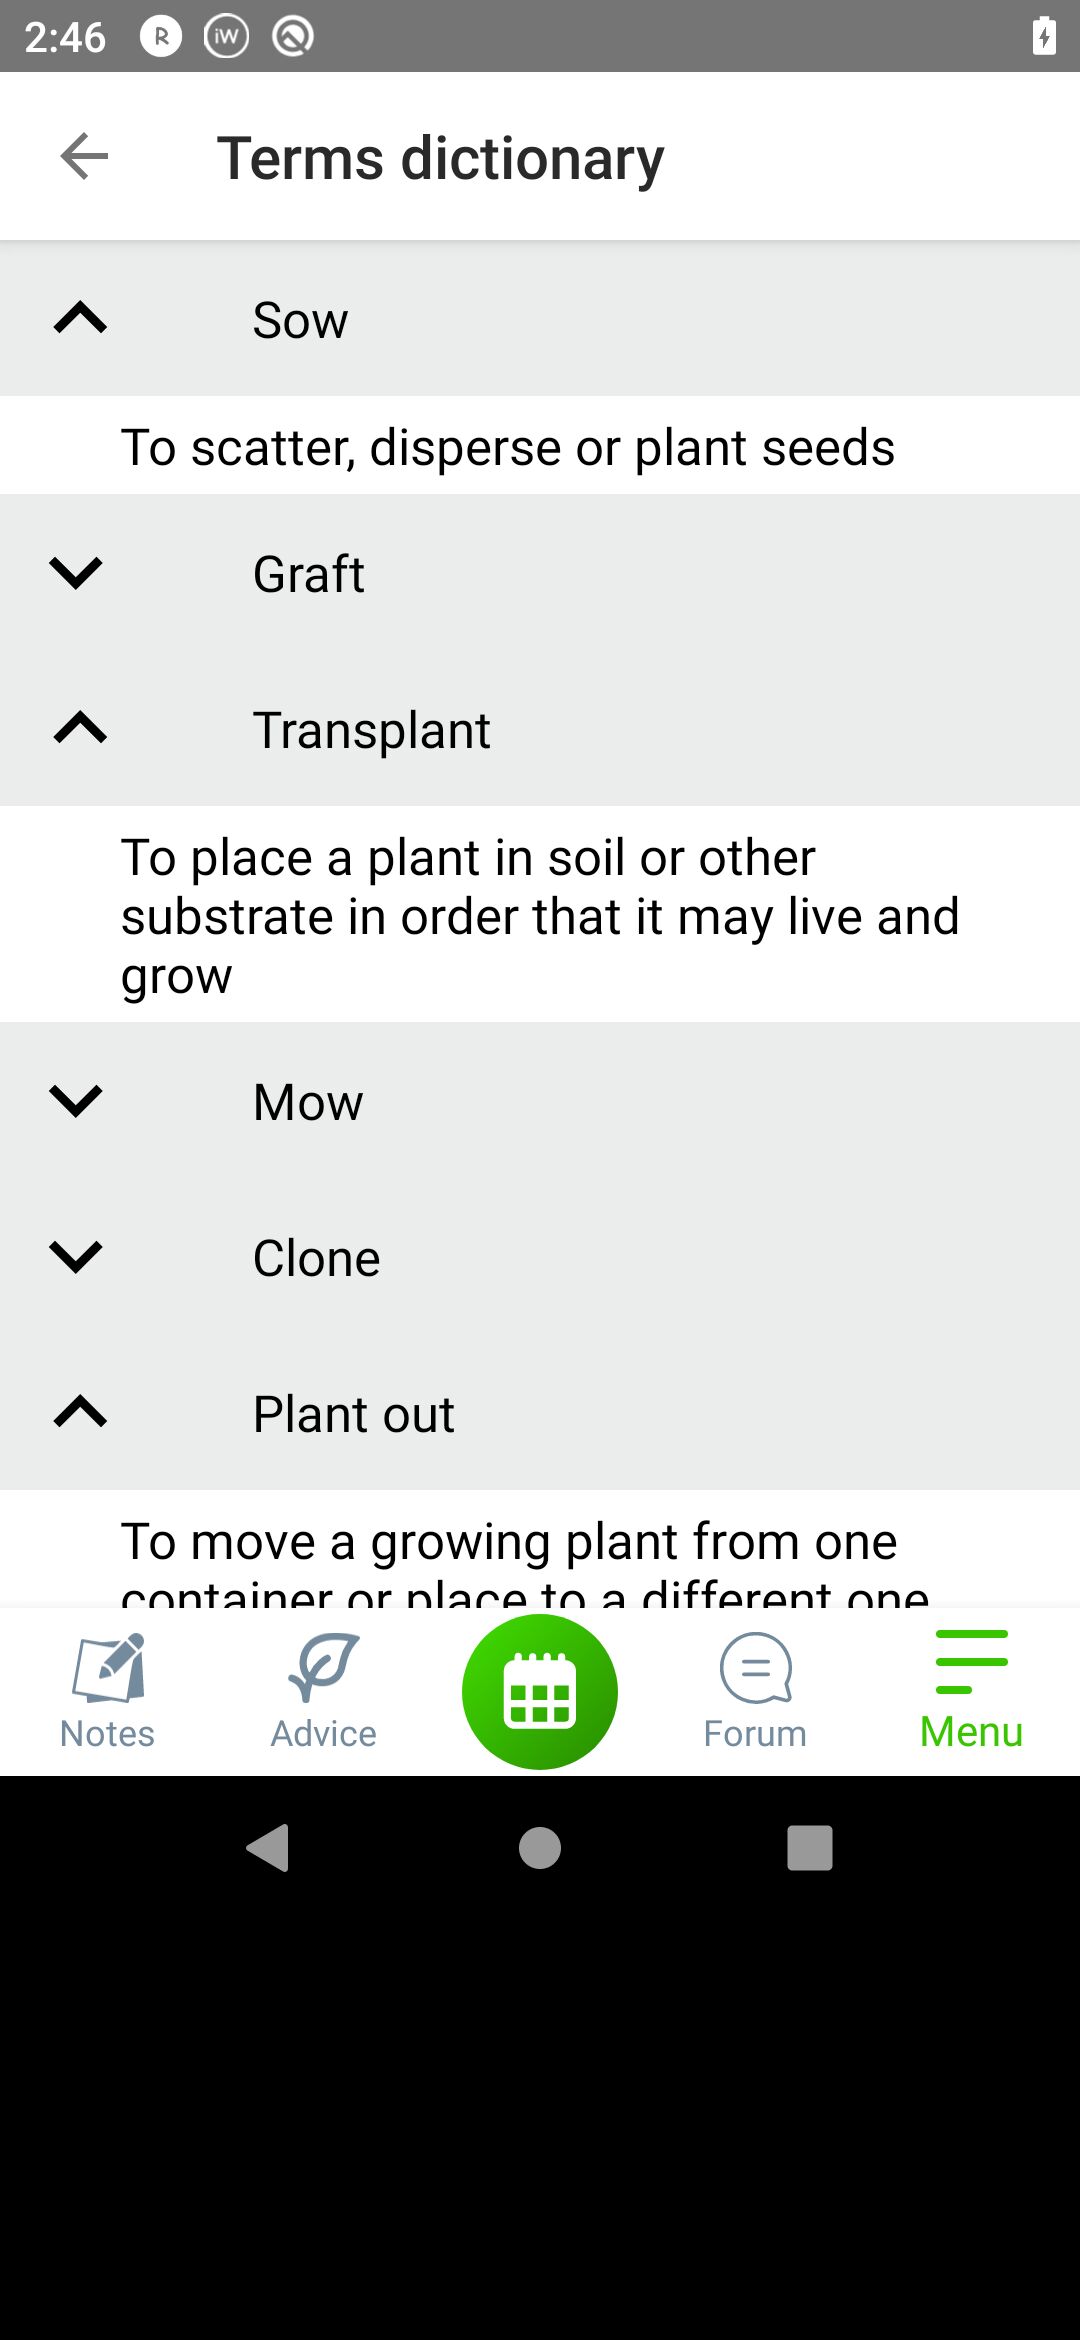 2:46
R iW
Terms dictionary
Sow
To scatter, disperse or plant seeds
Graft
Transplant
To place a plant in soil or other
substrate in order that it may live and
grow
Mow
Clone
Plant out
To move a growing plant from one
container or place to a different one
Notes Advice Forum Menu